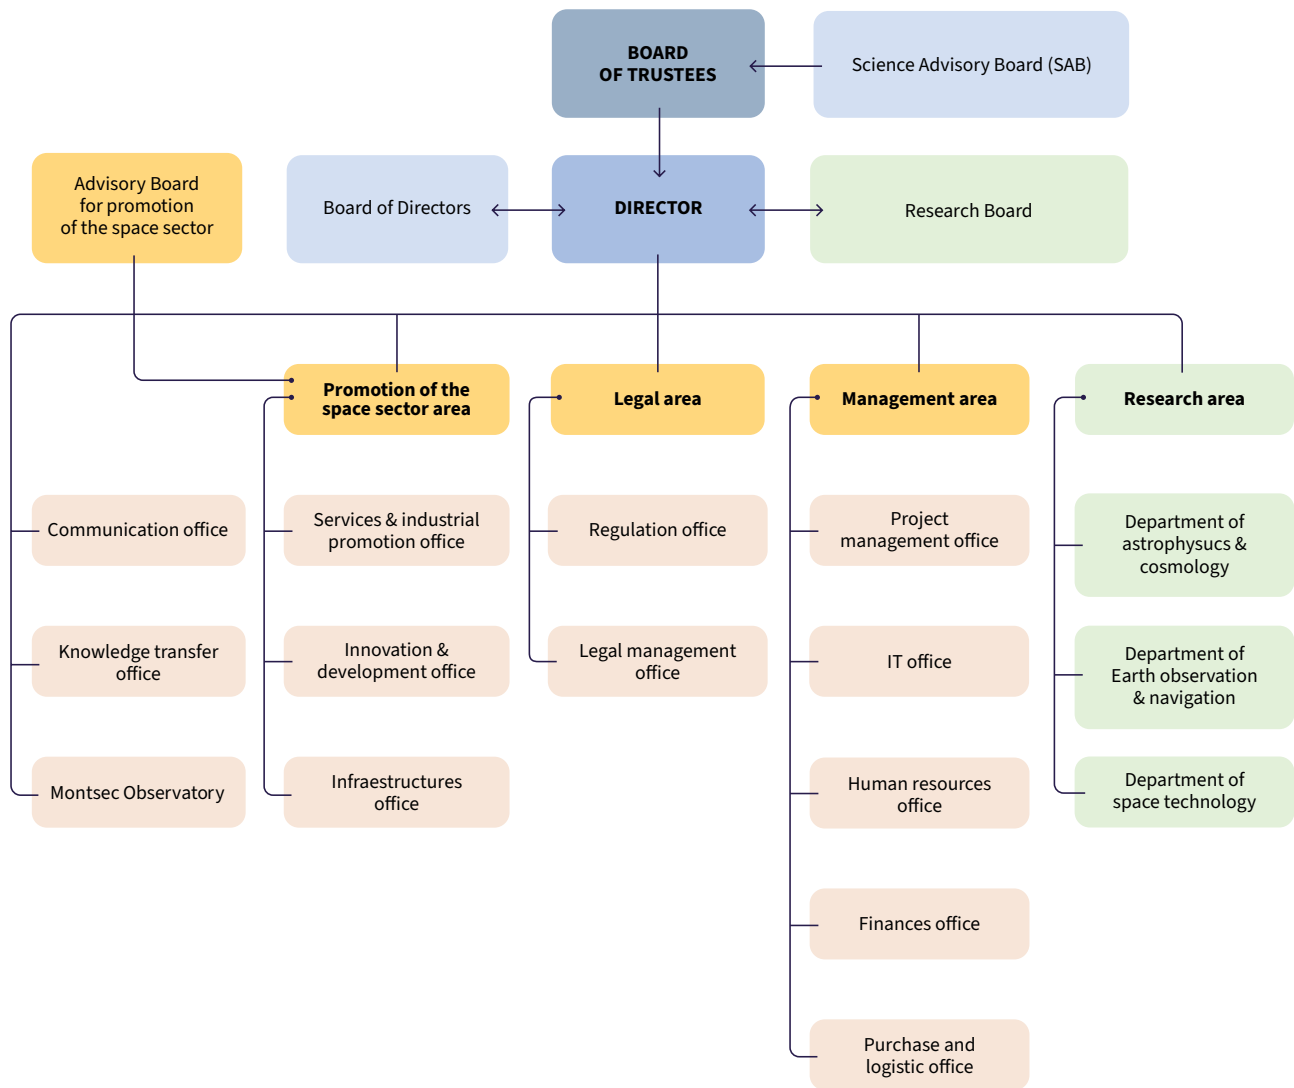 BOARD
OF TRUSTEES
Science Advisory Board (SAB)
Advisory Board
for promotion
of the space sector
Board of Directors
DIRECTOR
Research Board
Promotion of the
space sector area
Legal area
Management area
Research area
Communication office
Services & industrial
promotion office
Regulation office
Project
management office
Department of
astrophysucs &
cosmology
Knowledge transfer
office
Innovation &
development office
Legal management
office
IT office
Department of
Earth observation
& navigation
Montsec Observatory
Infraestructures
office
Human resources
office
Department of
space technology
Finances office
Purchase and
logistic office